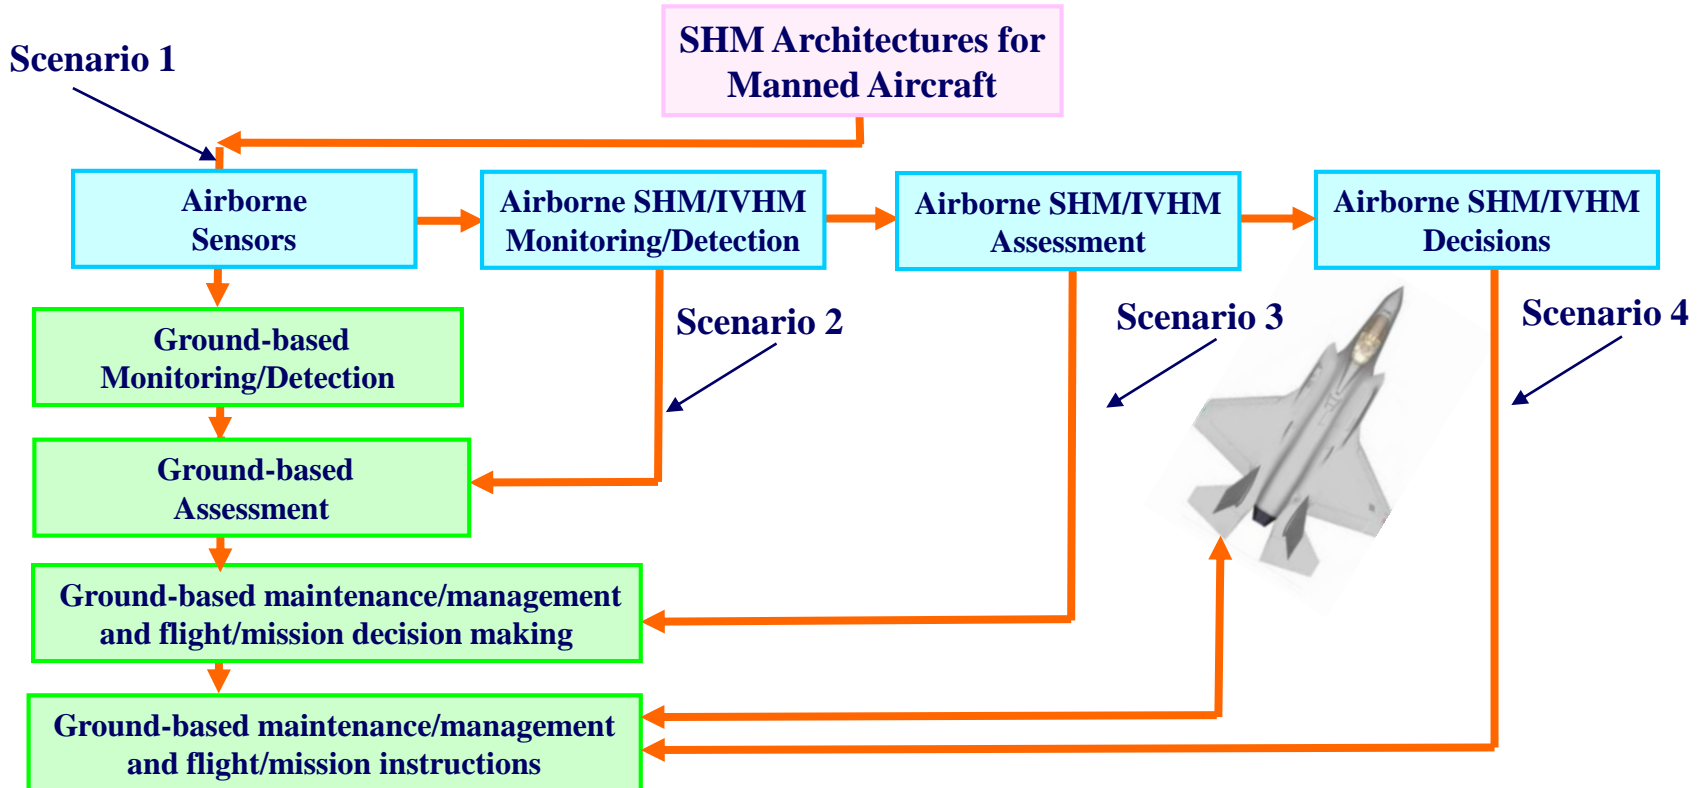 SHM Architectures for
Manned Aircraft
Scenario 1
Airborne
Sensors
Airborne SHM/IVHM
Monitoring/Detection
Airborne SHM/IVHM
Assessment
Airborne SHM/IVHM
Decisions
Scenario 2
Scenario 3
Scenario 4
Ground-based
Monitoring/Detection
Ground-based
Assessment
Ground-based maintenance/management
and flight/mission decision making
Ground-based maintenance/management
and flight/mission instructions